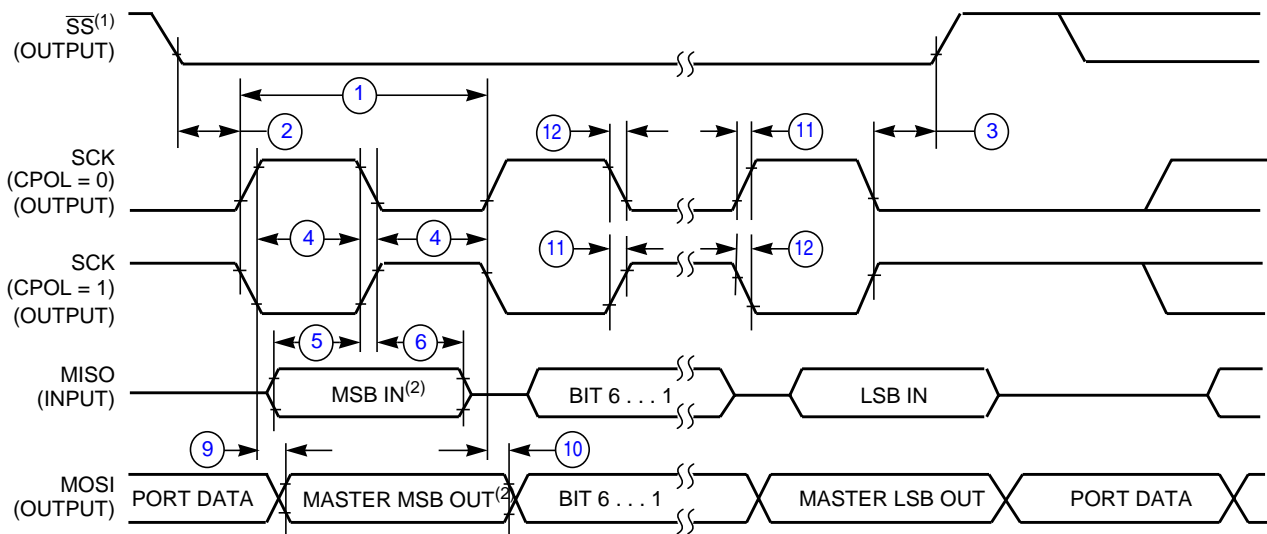 SS(1)
(OUTPUT)
1
2
12
11
3
SCK
(CPOL = 0)
(OUTPUT)
4
4
11
12
SCK
(CPOL = 1)
(OUTPUT)
5
6
MISO
(INPUT)
MSB IN(2)
BIT 6 . . . 1
LSB IN
9
10
MOSI
(OUTPUT)
PORT DATA
MASTER MSB OUT(2
BIT 6 . . . 1
MASTER LSB OUT
PORT DATA